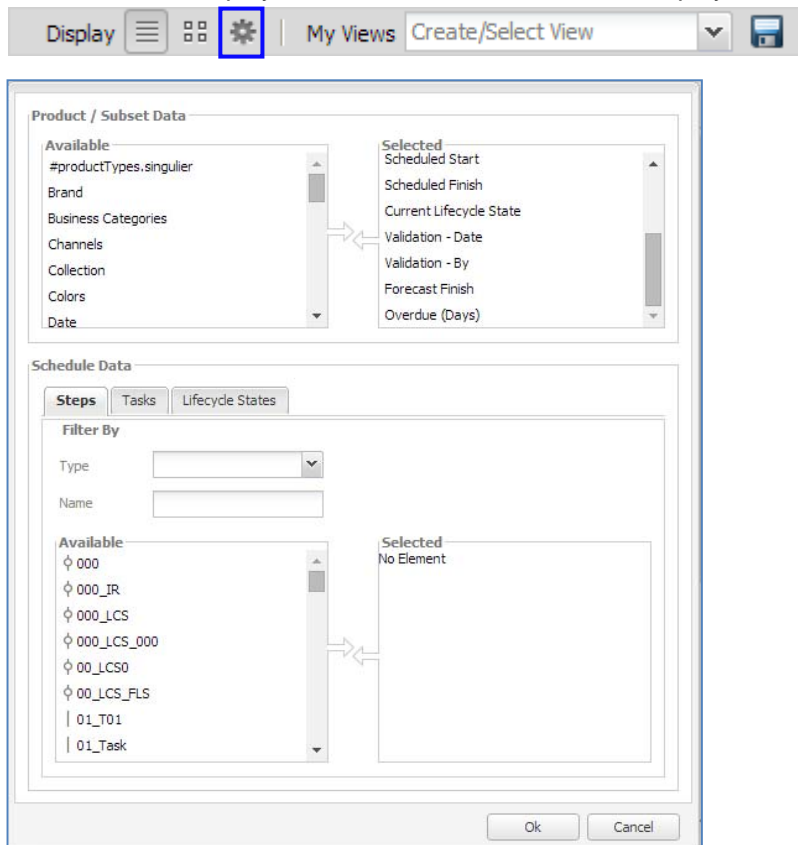 Display My Views Create/Select View
Product / Subset Data
Available
#productTypes.singulier
Brand
Business Categories
Channels
Collection
Colors
Date
Selected
Scheduled Start
Scheduled Finish
Current Lifecycle State
Validation - Date
Validation - By
Forecast Finish
Overdue (Days)
Schedule Data
Steps Tasks Lifecycle States
Filter By
Type
Name
Available
000
000_IR
000_LCS
000_LCS_000
00_LCS0
00_LCS_FLS
01_T01
01_Task
Selected
No Element
Ok Cancel